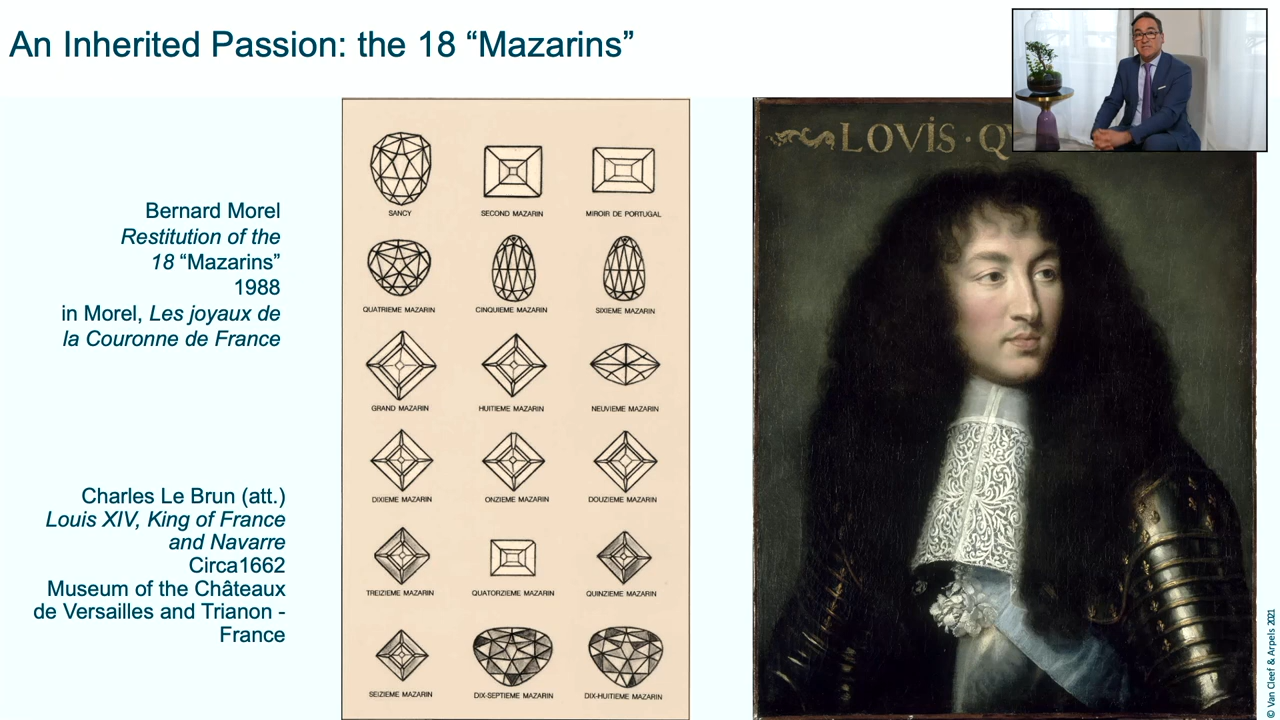 An Inherited Passion: the 18 “Mazarins”
Bernard Morel
Restitution of the
18 “Mazarins”
1988
in Morel, Les joyaux de
la Couronne de France
Charles Le Brun (att.)
Louis XIV, King of France
and Navarre
Circa1662
Museum of the Châteaux
de Versailles and Trianon -
France
SANCY
SECOND MAZARIN
MIROIR DE PORTUGAL
QUATRIEME MAZARIN
CINQUIEME MAZARIN
SIXIEME MAZARIN
GRAND MAZARIN
HUITIEME MAZARIN
NEUVIEME MAZARIN
DIXIEME MAZARIN
ONZIEME MAZARIN
DOUZIEME MAZARIN
TREIZIEME MAZARIN
QUATORZIEME MAZARIN
QUINZIEME MAZARIN
SEIZIEME MAZARIN
DIX-SEPTIEME MAZARIN
DIX-HUITIEME MAZARIN
LOVIS · Q
© Van Cleef & Arpels 2021